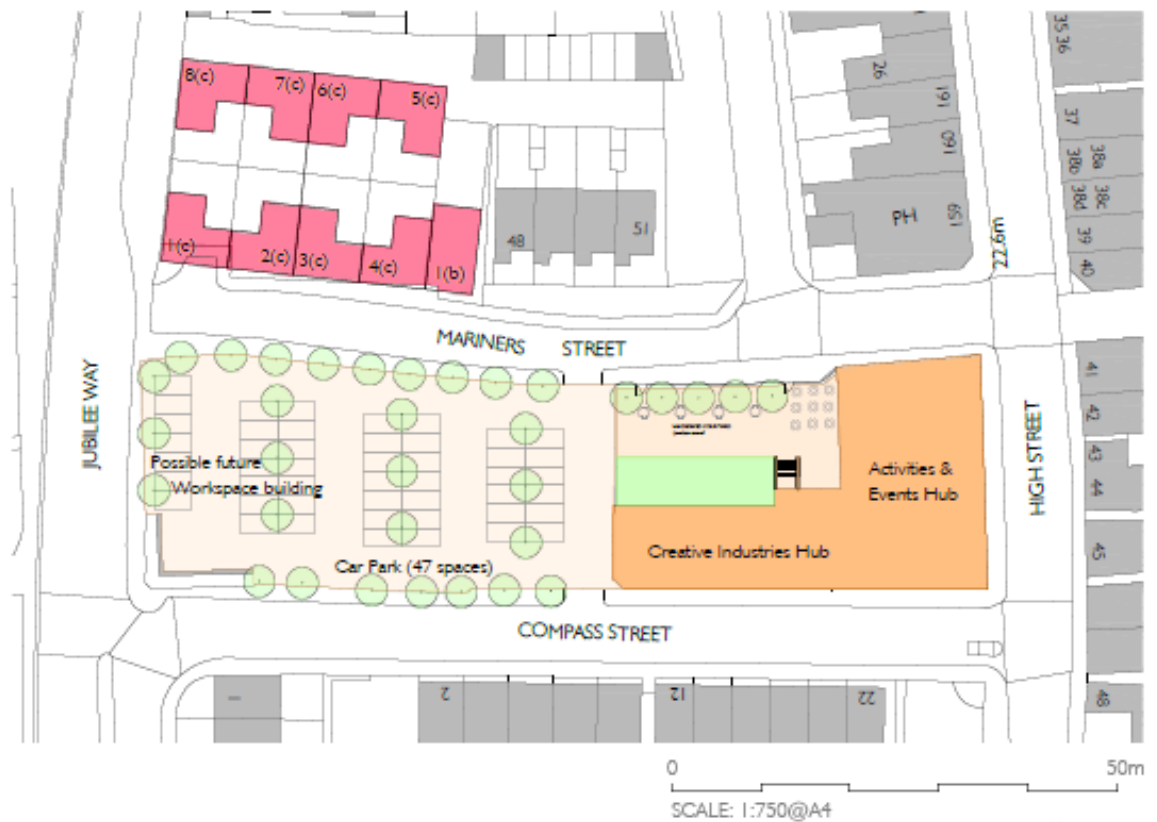 35
36
8(c)
7(c)
6(c)
5(c)
26
161
37
160
38b
38a
38d
38c
1(c)
2(c)
3(c)
4(c)
1(b)
48
51
PH
159
22.6m
39
40
MARINERS STREET
JUBILEE WAY
HIGH STREET
41
42
43
44
45
Possible future
Workspace building
Activities &
Events Hub
Creative Industries Hub
Car Park (47 spaces)
COMPASS STREET
1
2
12
22
48
0 50m
SCALE: 1:750@A4